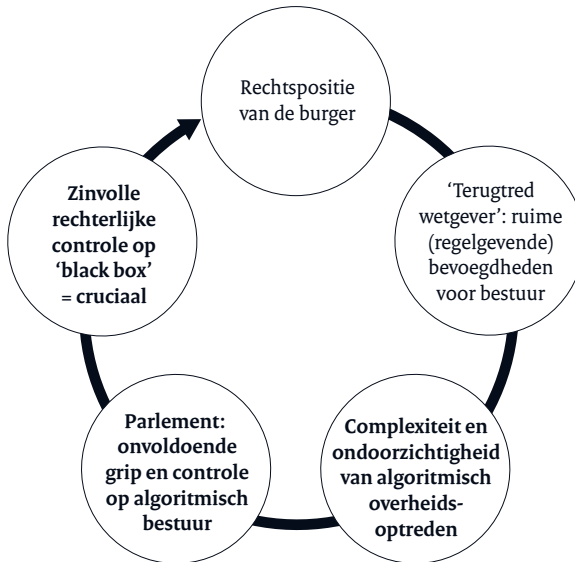 Rechtspositie
van de burger
‘Terugtred
wetgever’: ruime
(regelgevende)
bevoegdheden
voor bestuur
Complexiteit en
ondoorzichtigheid
van algoritmisch
overheids-
optreden
Parlement:
onvoldoende
grip en controle
op algoritmisch
bestuur
Zinvolle
rechterlijke
controle op
‘black box’
= cruciaal